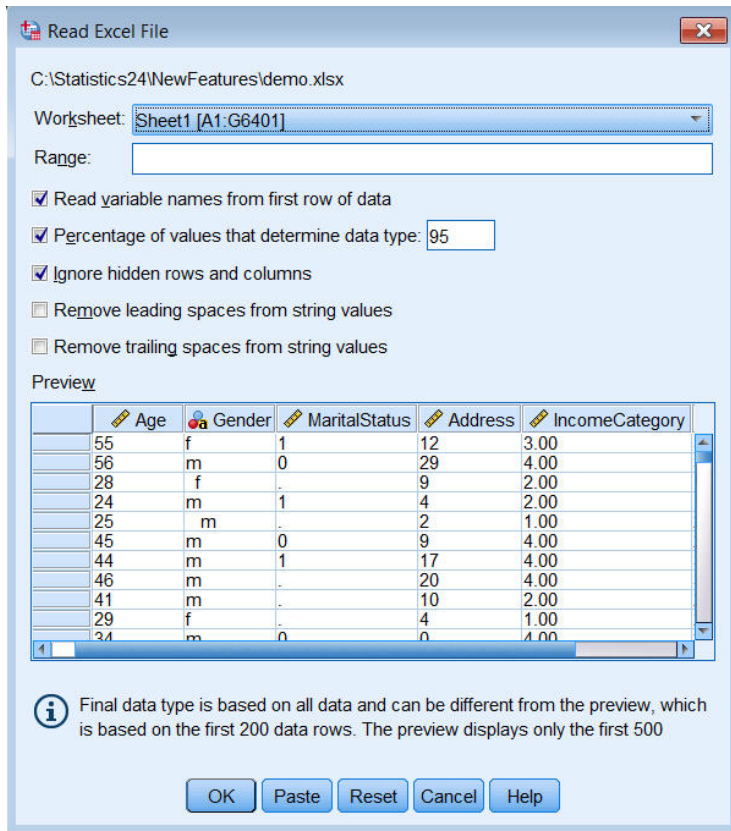 Read Excel File
C:\Statistics24\NewFeatures\demo.xlsx
Worksheet: Sheet1 [A1:G6401]
Range:
Read variable names from first row of data
Percentage of values that determine data type: 95
Ignore hidden rows and columns
Remove leading spaces from string values
Remove trailing spaces from string values
Preview
Age Gender MaritalStatus Address IncomeCategory
55 f 1 12 3.00
56 m 0 29 4.00
28 f . 9 2.00
24 m 1 4 2.00
25 m . 2 1.00
45 m 0 9 4.00
44 m 1 17 4.00
46 m . 20 4.00
41 m . 10 2.00
29 f . 4 1.00
34 m 0 0 4.00
Final data type is based on all data and can be different from the preview, which
is based on the first 200 data rows. The preview displays only the first 500
OK Paste Reset Cancel Help